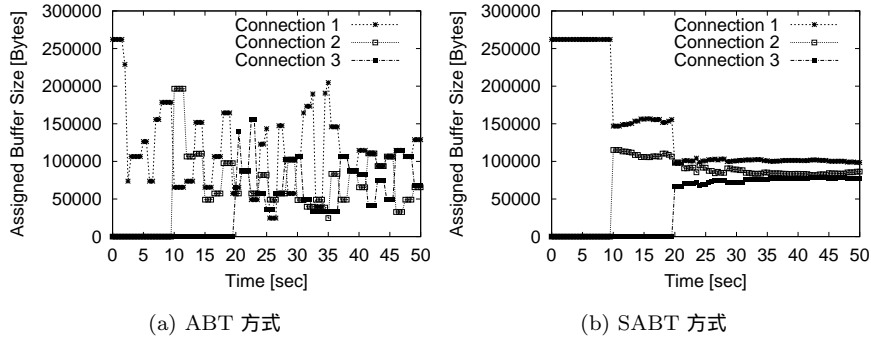 300000
250000
200000
150000
100000
50000
0
Assigned Buffer Size [Bytes]
Connection 1
Connection 2
Connection 3
0 5 10 15 20 25 30 35 40 45 50
Time [sec]
(a) ABT 方式
300000
250000
200000
150000
100000
50000
0
Assigned Buffer Size [Bytes]
Connection 1
Connection 2
Connection 3
0 5 10 15 20 25 30 35 40 45 50
Time [sec]
(b) SABT 方式